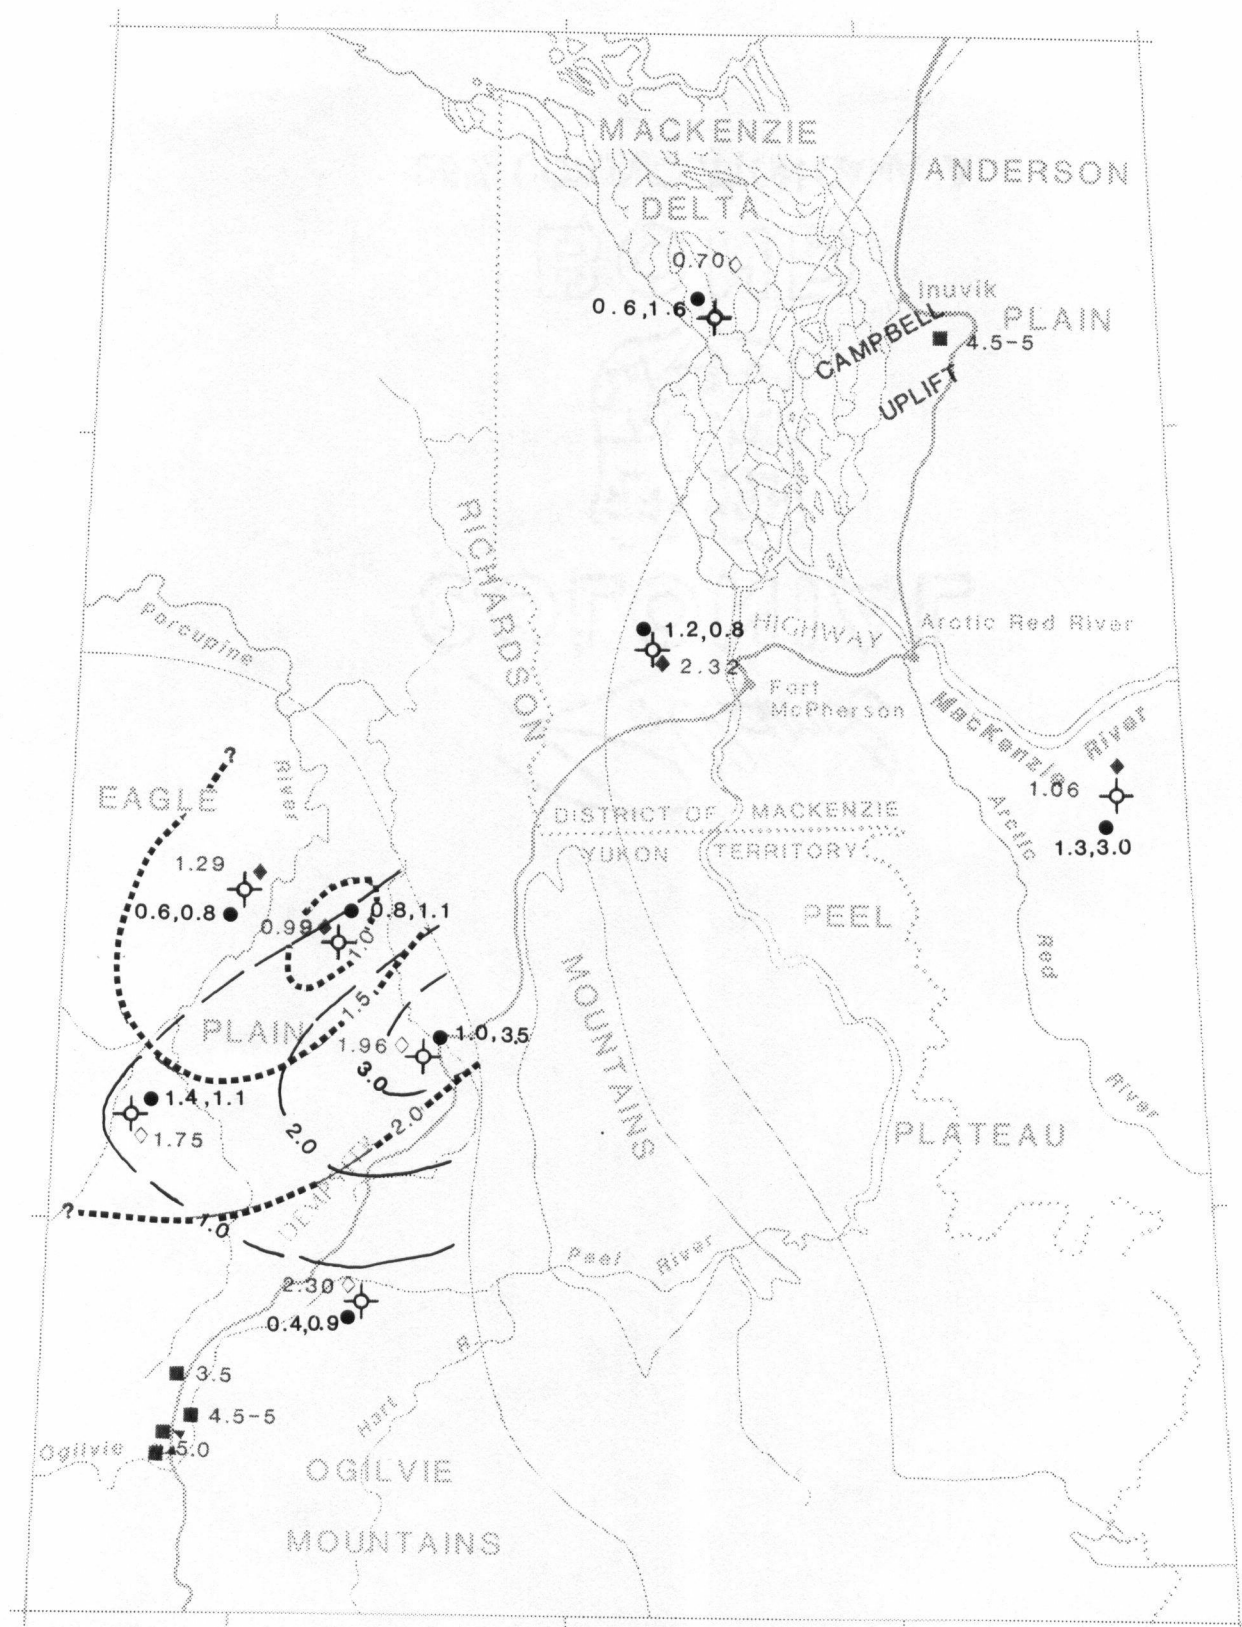 MACKENZIE
ANDERSON
DELTA
0.70
Inuvik
0.6,1.6
PLAIN
CAMPBELL
4.5-5
UPLIFT
RICHARDSON
Porcupine
1.2,0.8
HIGHWAY
Arctic Red River
2.32
Fort
McPherson
MacKenzie
River
?
River
EAGLE
1.06
DISTRICT OF MACKENZIE
Arctic
1.3,3.0
YUKON TERRITORY
1.29
0.6,0.8
0.8,1.1
0.99
1.0
PEEL
Red
MOUNTAINS
1.5
PLAIN
1.96
1.0,3.5
3.0
1.4,1.1
2.0
River
1.75
2.0
PLATEAU
?
1.0
Peel River
2.30
0.4,0.9
R.
3.5
Hart
4.5-5
Ogilvie
5.0
OGILVIE
MOUNTAINS